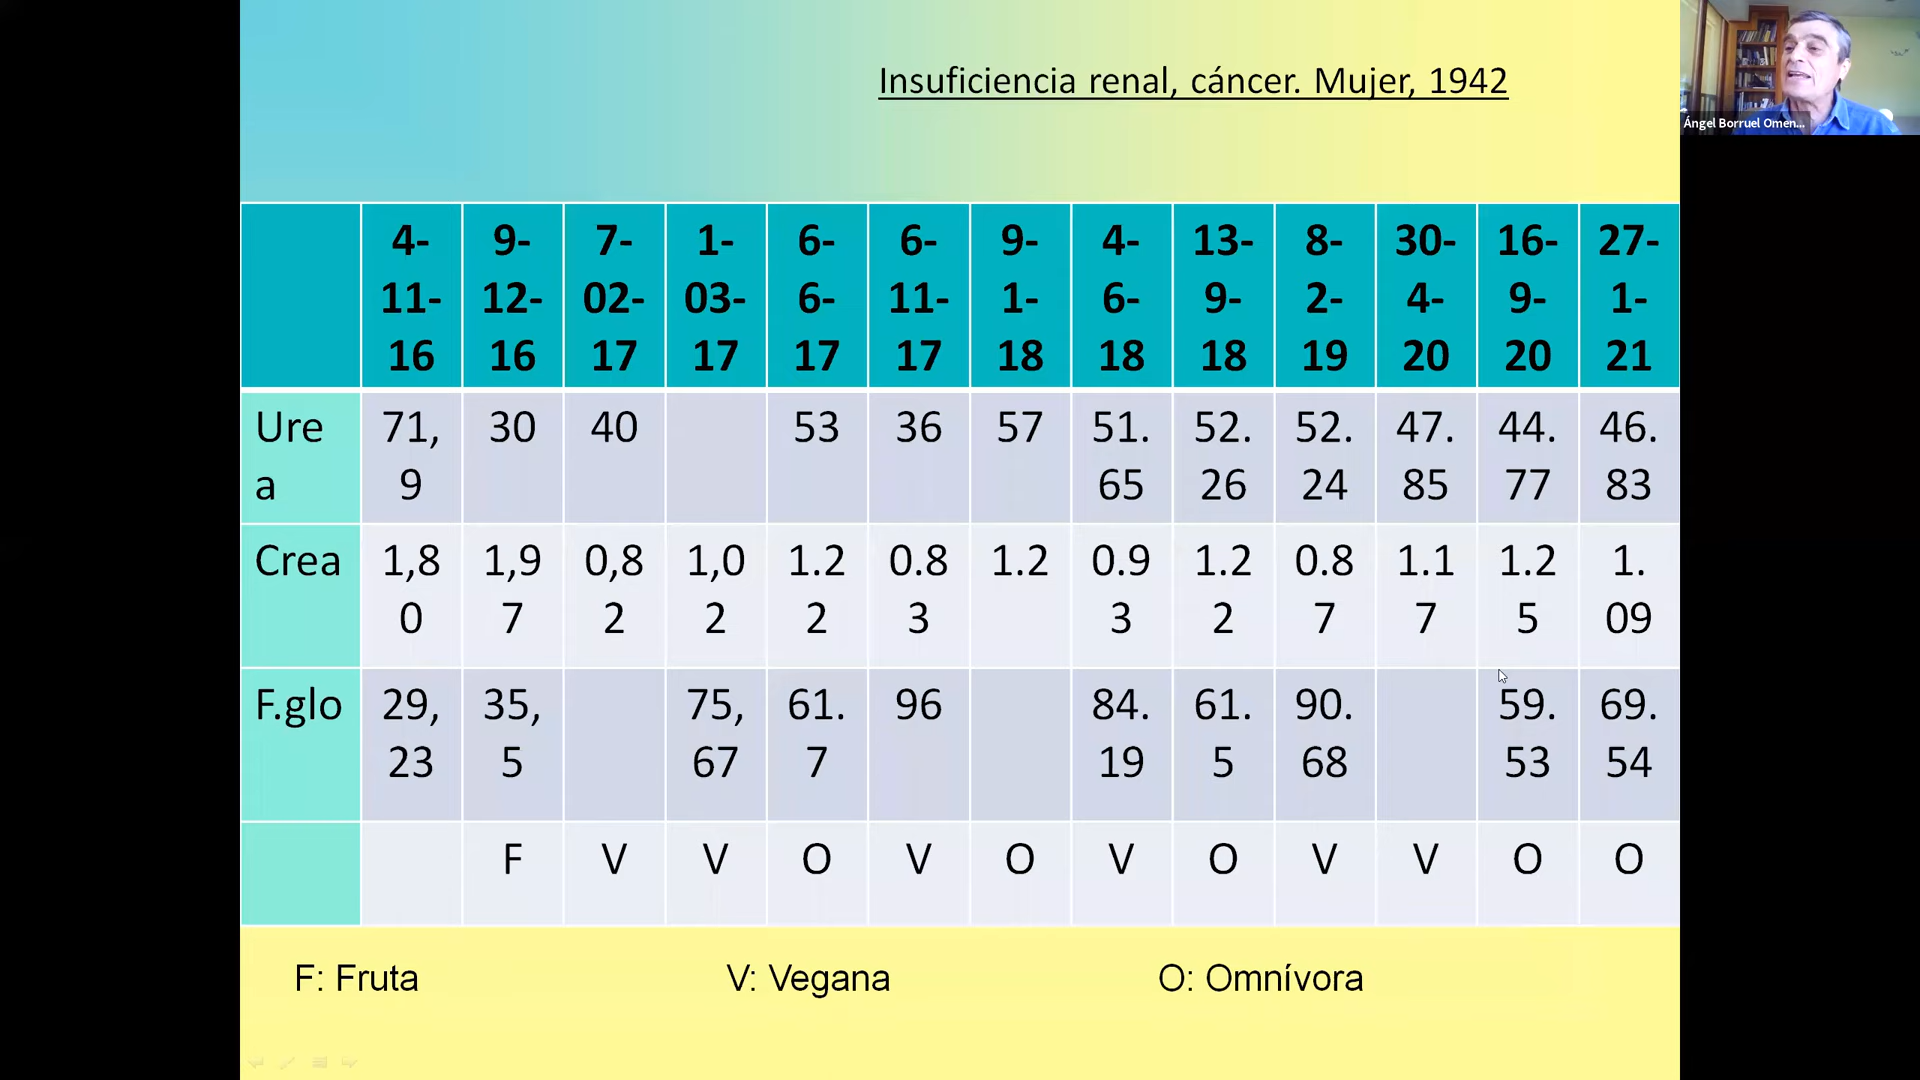 Insuficiencia renal, cáncer. Mujer, 1942
Ángel Borruel Omen...
4-11-16 9-12-16 7-02-17 1-03-17 6-6-17 6-11-17 9-1-18 4-6-18 13-9-18 8-2-19 30-4-20 16-9-20 27-1-21
Urea 71,9 30 40 53 36 57 51.65 52.26 52.24 47.85 44.77 46.83
Crea 1,80 1,97 0,82 1,02 1.22 0.83 1.2 0.93 1.22 0.87 1.17 1.25 1.09
F.glo 29,23 35,5 75,67 61.7 96 84.19 61.5 90.68 59.53 69.54
F V V O V O V O V V O O
F: Fruta V: Vegana O: Omnívora